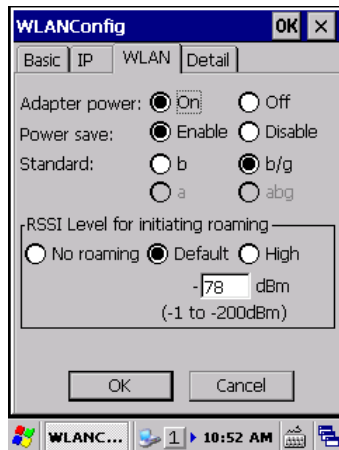 WLANConfig OK ×
Basic IP WLAN Detail
Adapter power: On Off
Power save: Enable Disable
Standard: b b/g
a abg
RSSI Level for initiating roaming
No roaming Default High
-78 dBm
(-1 to -200dBm)
OK Cancel
WLANC... 1 10:52 AM